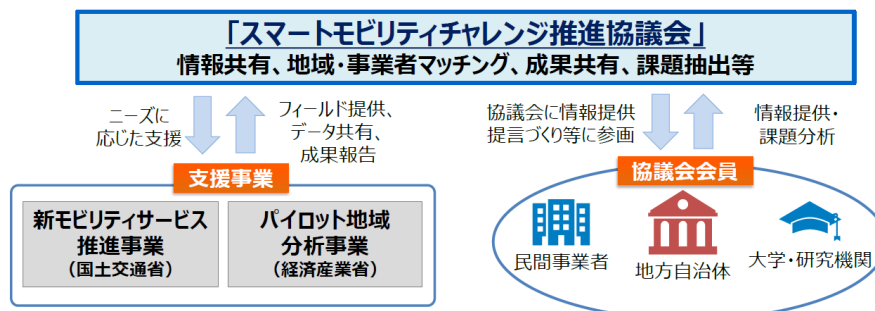 「スマートモビリティチャレンジ推進協議会」
情報共有、地域・事業者マッチング、成果共有、課題抽出等
ニーズに
応じた支援
フィールド提供、
データ共有、
成果報告
協議会に情報提供
提言づくり等に参画
情報提供・
課題分析
支援事業
新モビリティサービス
推進事業
（国土交通省）
パイロット地域
分析事業
（経済産業省）
協議会会員
民間事業者
地方自治体
大学・研究機関